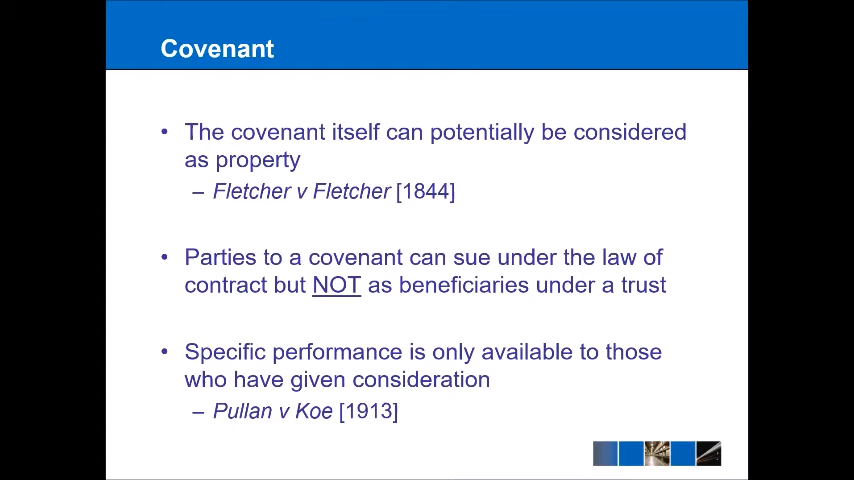 Covenant
• The covenant itself can potentially be considered
as property
– Fletcher v Fletcher [1844]
• Parties to a covenant can sue under the law of
contract but NOT as beneficiaries under a trust
• Specific performance is only available to those
who have given consideration
– Pullan v Koe [1913]